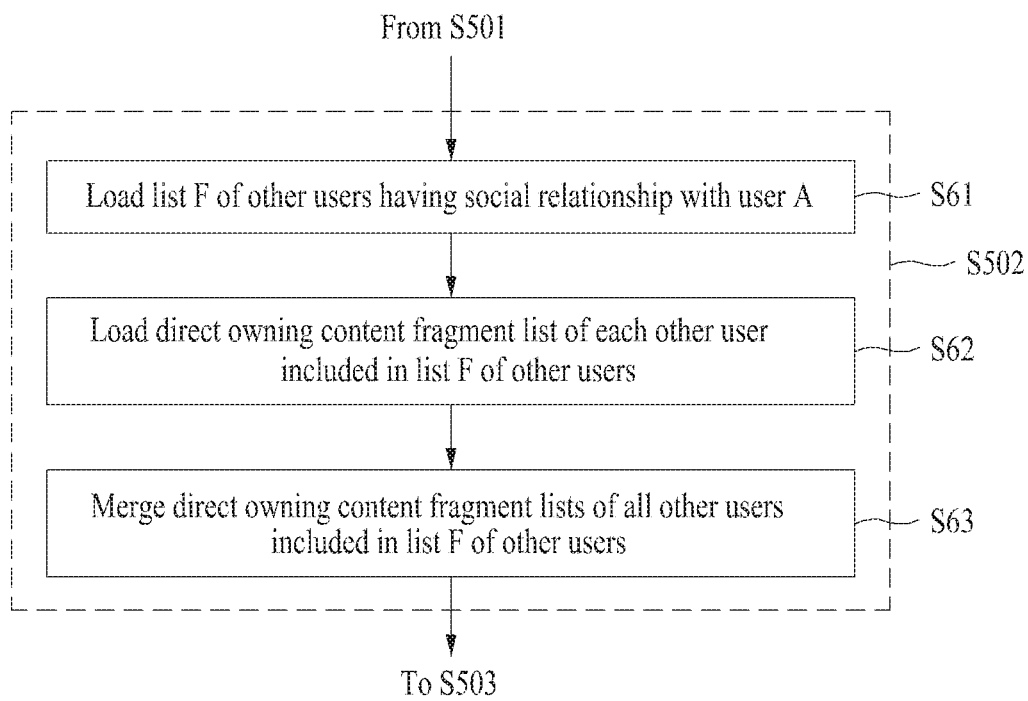 From S501
Load list F of other users having social relationship with user A
S61
S502
Load direct owning content fragment list of each other user
included in list F of other users
S62
Merge direct owning content fragment lists of all other users
included in list F of other users
S63
To S503